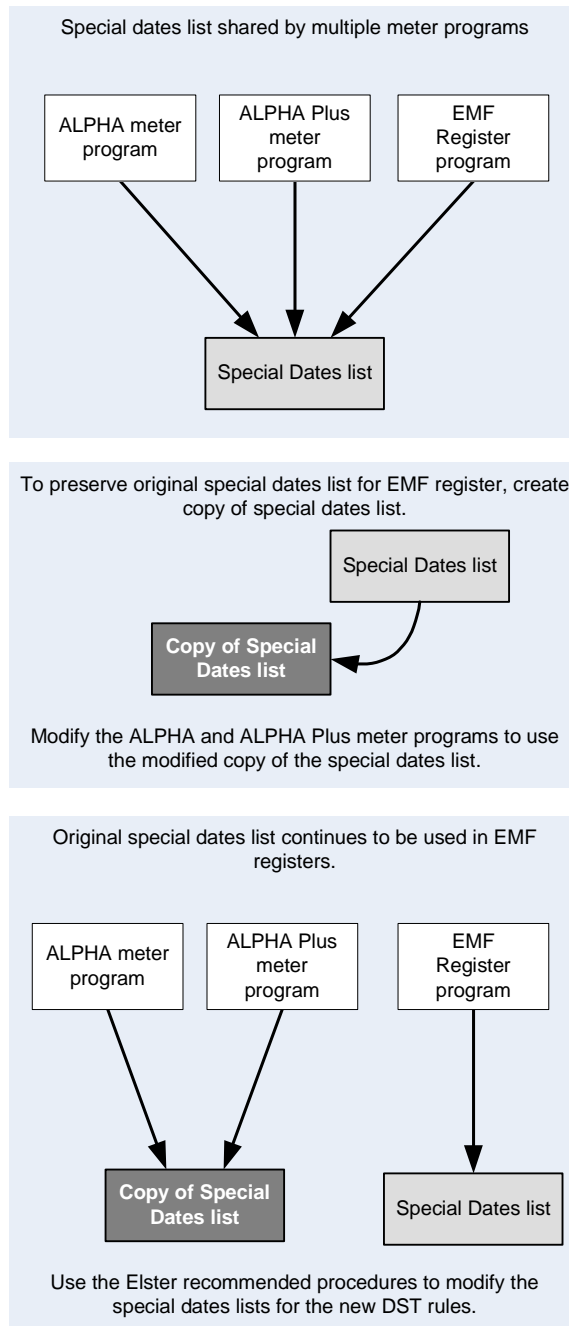 Special dates list shared by multiple meter programs
ALPHA meter
program
ALPHA Plus
meter
program
EMF
Register
program
Special Dates list
To preserve original special dates list for EMF register, create
copy of special dates list.
Special Dates list
Copy of Special
Dates list
Modify the ALPHA and ALPHA Plus meter programs to use
the modified copy of the special dates list.
Original special dates list continues to be used in EMF
registers.
ALPHA meter
program
ALPHA Plus
meter
program
EMF
Register
program
Copy of Special
Dates list
Special Dates list
Use the Elster recommended procedures to modify the
special dates lists for the new DST rules.